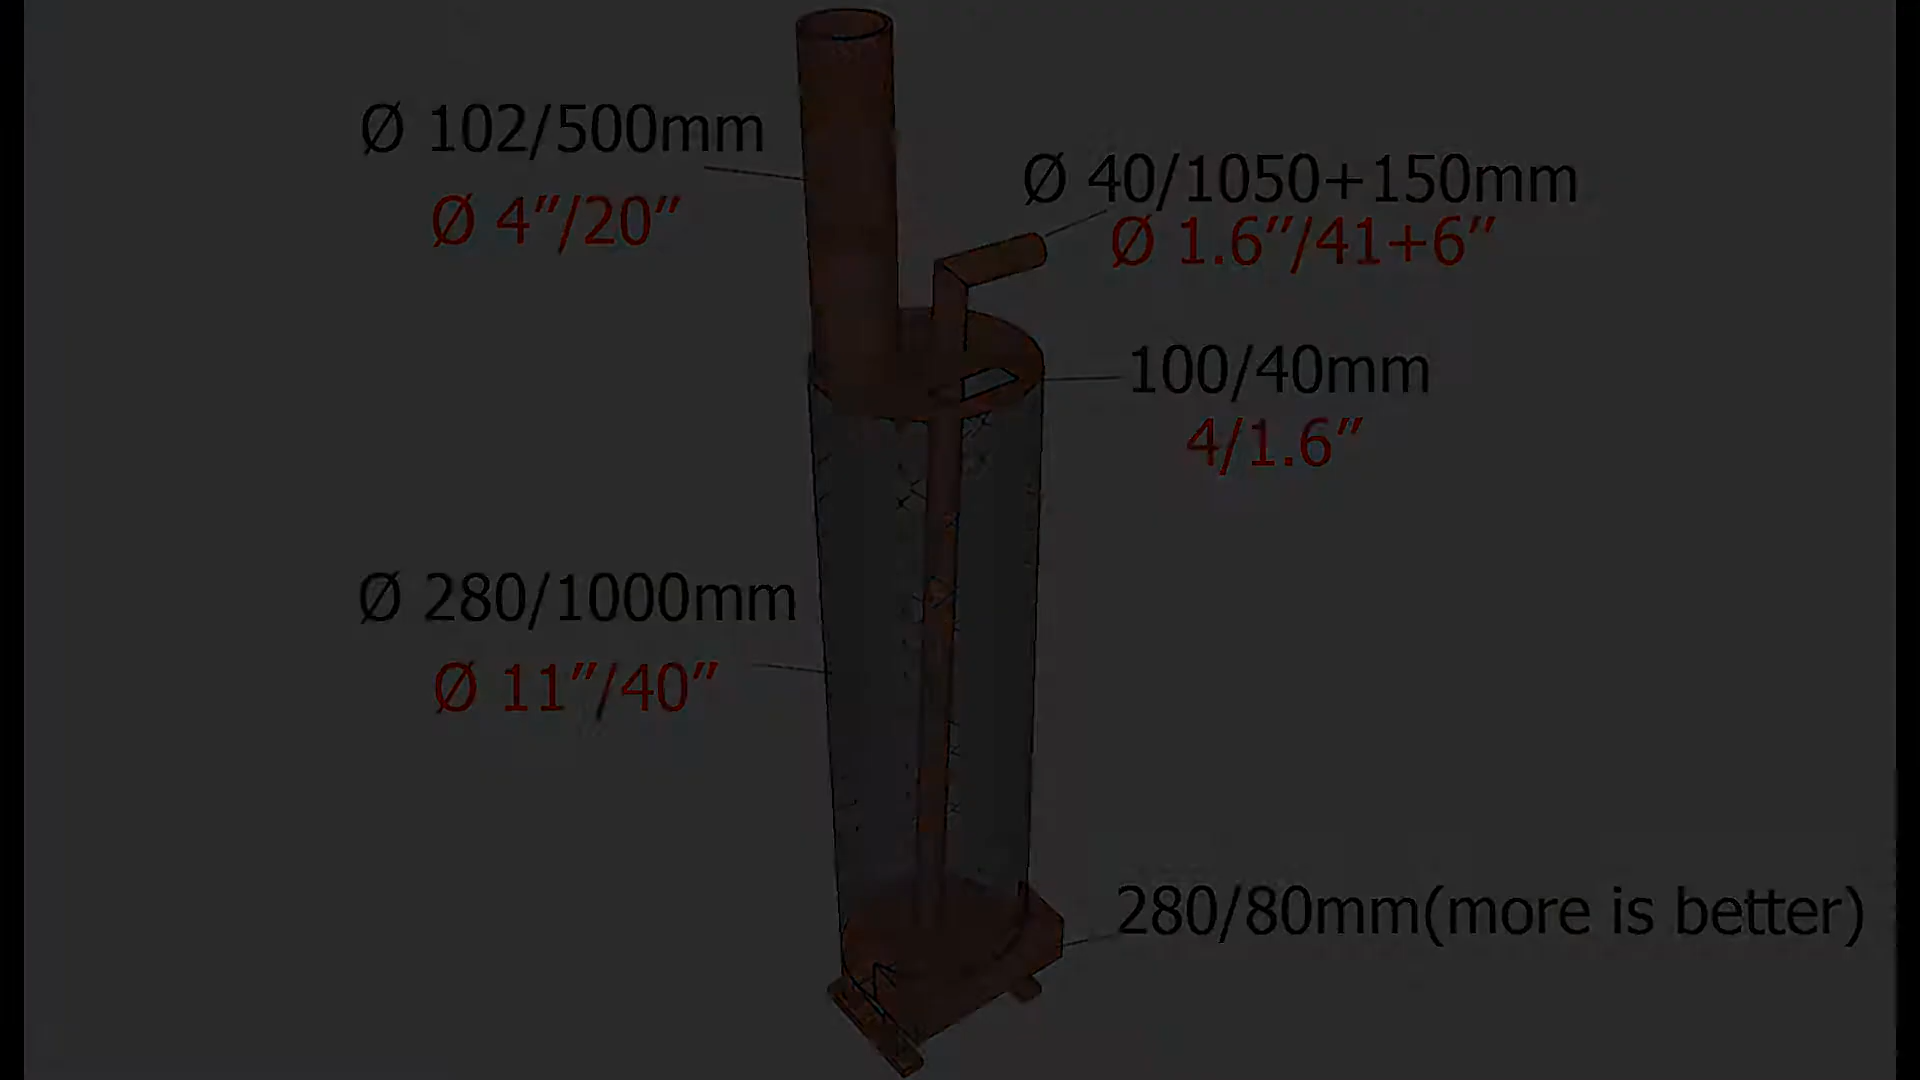 Ø 102/500mm
Ø 4″/20″
Ø 40/1050+150mm
Ø 1.6″/41+6″
100/40mm
4/1.6″
Ø 280/1000mm
Ø 11″/40″
280/80mm(more is better)